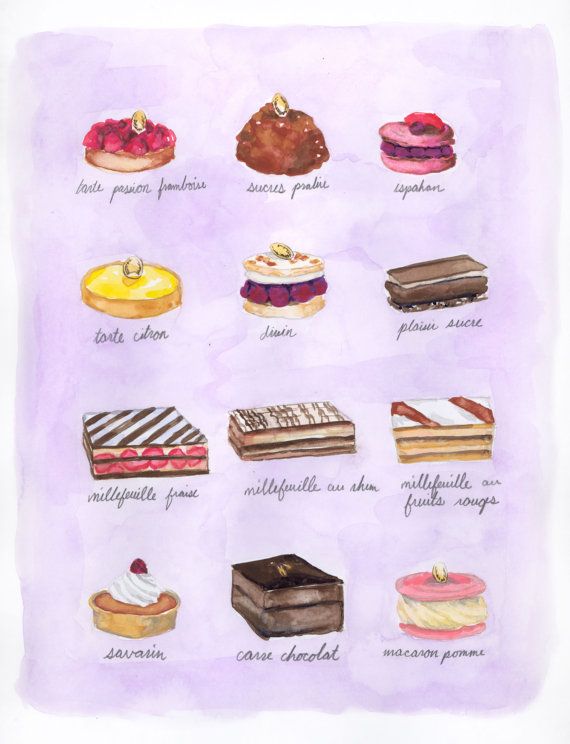 tarte passion framboise
sucres praline
ispahan
tarte citron
divin
plaisir sucre
millefeuille fraise
millefeuille au rhum
millefeuille au
fruits rouges
savarin
carre chocolat
macaron pomme